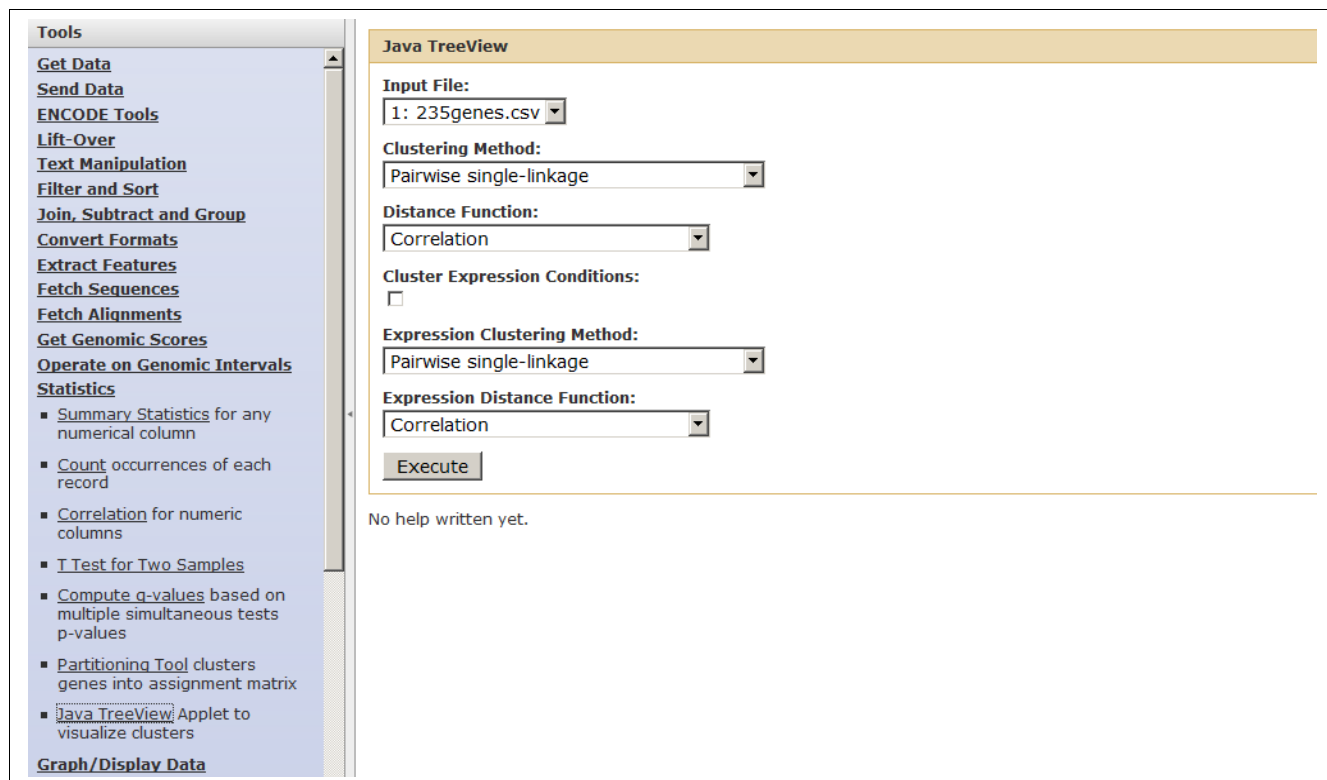 Tools
Get Data
Send Data
ENCODE Tools
Lift-Over
Text Manipulation
Filter and Sort
Join, Subtract and Group
Convert Formats
Extract Features
Fetch Sequences
Fetch Alignments
Get Genomic Scores
Operate on Genomic Intervals
Statistics
Summary Statistics for any
numerical column
Count occurrences of each
record
Correlation for numeric
columns
T Test for Two Samples
Compute q-values based on
multiple simultaneous tests
p-values
Partitioning Tool clusters
genes into assignment matrix
Java TreeView Applet to
visualize clusters
Graph/Display Data
Java TreeView
Input File:
1: 235genes.csv
Clustering Method:
Pairwise single-linkage
Distance Function:
Correlation
Cluster Expression Conditions:
Expression Clustering Method:
Pairwise single-linkage
Expression Distance Function:
Correlation
Execute
No help written yet.